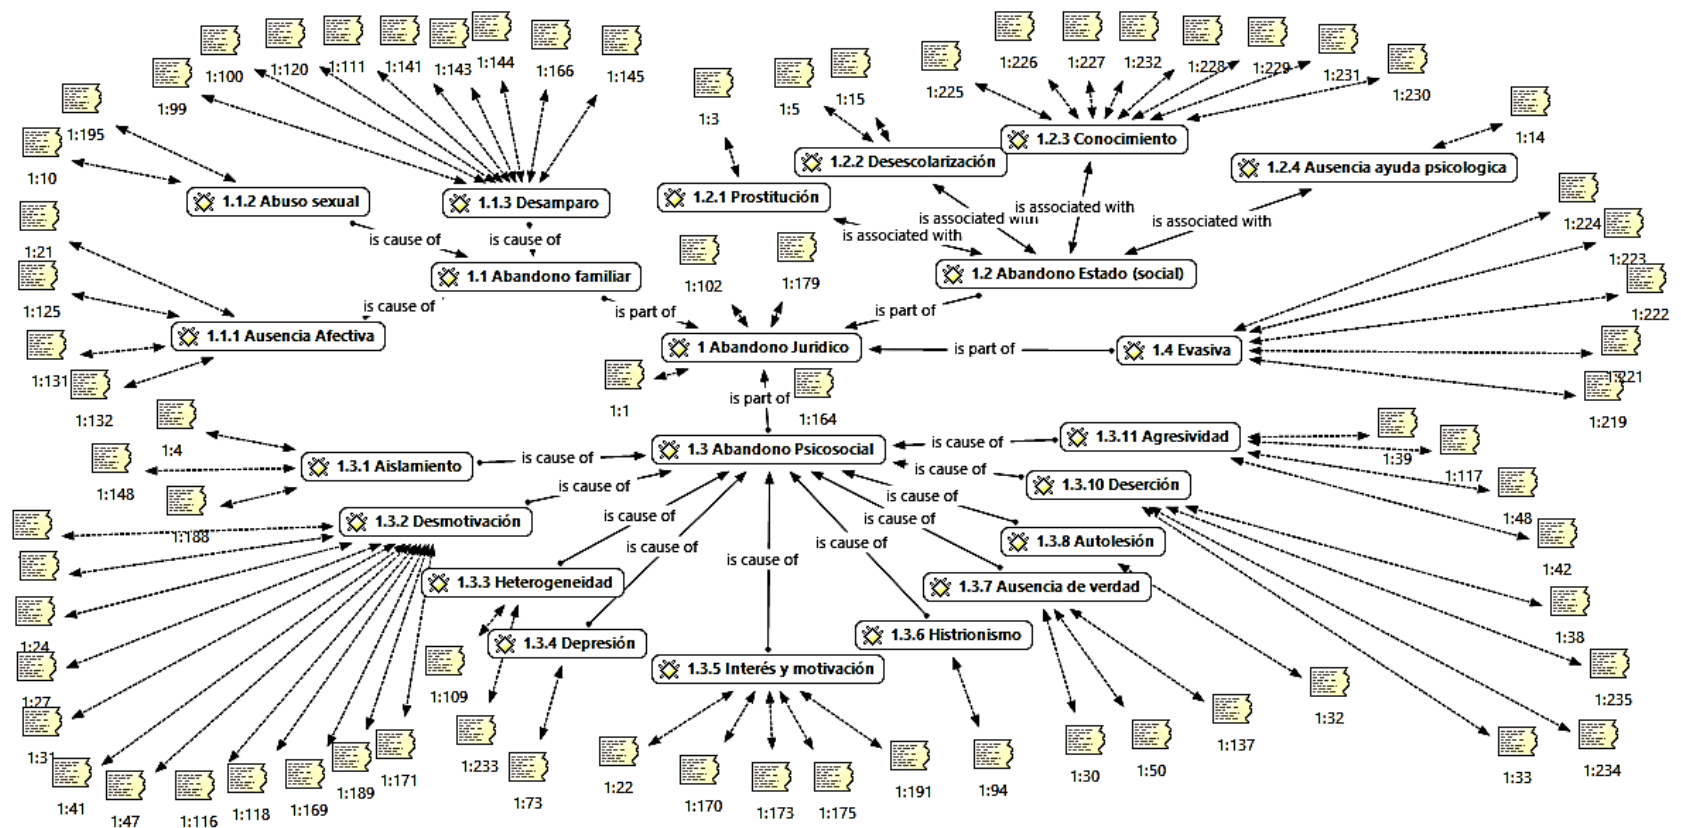 1:100
1:120
1:111
1:141
1:143
1:144
1:166
1:145
1:99
1:195
1:10
1.1.2 Abuso sexual
1.1.3 Desamparo
is cause of
is cause of
1:21
1.1 Abandono familiar
1:125
is cause of
is part of
1.1.1 Ausencia Afectiva
1:131
1:132
1:3
1:5
1:15
1:225
1:226
1:227
1:232
1:228
1:229
1:231
1:230
1:14
1.2.3 Conocimiento
1.2.2 Desescolarización
1.2.4 Ausencia ayuda psicologica
1.2.1 Prostitución
is associated with
is associated with
is associated with
is associated with
1:224
1:223
1:222
1:221
1:219
1.2 Abandono Estado (social)
1:102
1:179
is part of
1 Abandono Juridico
is part of
1.4 Evasiva
1:1
1:164
is part of
1.3 Abandono Psicosocial
is cause of
1.3.11 Agresividad
1:39
1:117
1:48
1:42
1:4
1:148
1:188
1.3.1 Aislamiento
is cause of
is cause of
1.3.10 Deserción
1.3.2 Desmotivación
is cause of
is cause of
is cause of
is cause of
is cause of
is cause of
is cause of
1.3.8 Autolesión
1.3.3 Heterogeneidad
1.3.7 Ausencia de verdad
1.3.4 Depresión
1.3.6 Histrionismo
1.3.5 Interés y motivación
1:24
1:27
1:31
1:41
1:47
1:116
1:118
1:169
1:189
1:171
1:109
1:233
1:73
1:22
1:170
1:173
1:175
1:191
1:94
1:30
1:50
1:137
1:32
1:33
1:234
1:235
1:38